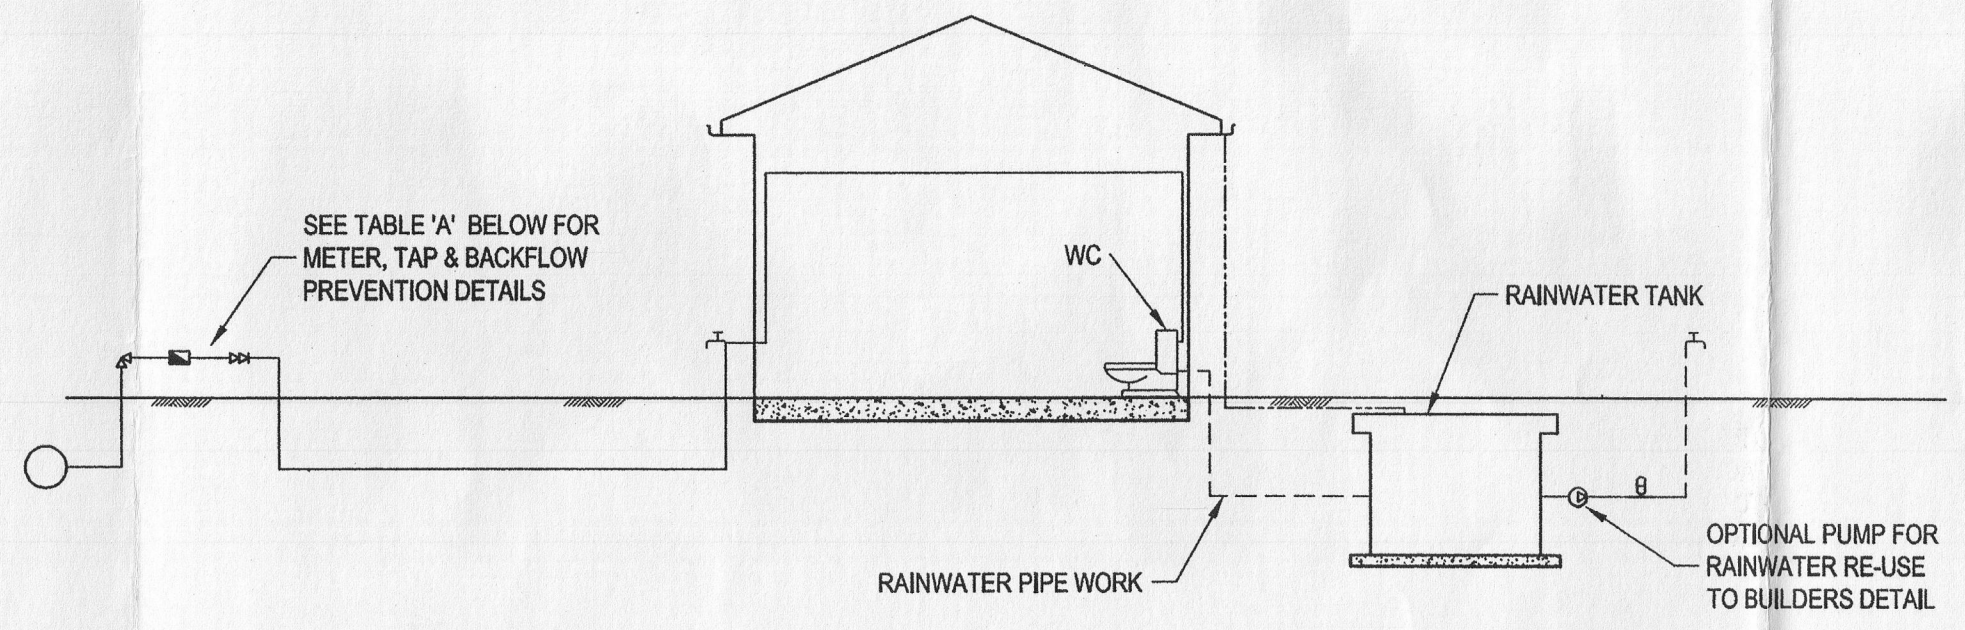 SEE TABLE 'A' BELOW FOR
METER, TAP & BACKFLOW
PREVENTION DETAILS
WC
RAINWATER TANK
RAINWATER PIPE WORK
OPTIONAL PUMP FOR
RAINWATER RE-USE
TO BUILDERS DETAIL